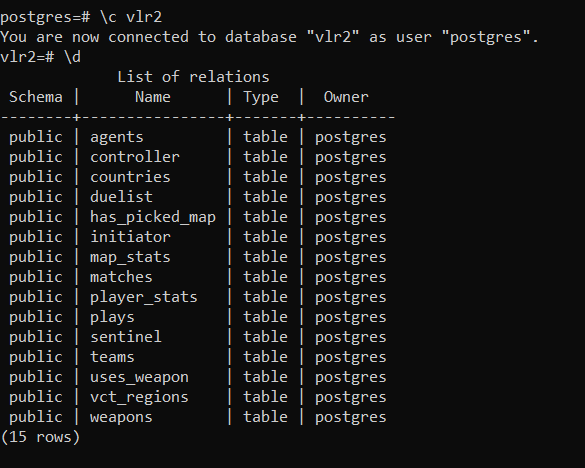 postgres=# \c vlr2
You are now connected to database "vlr2" as user "postgres".
vlr2=# \d
             List of relations
 Schema |      Name      | Type  |  Owner
--------+----------------+-------+----------
 public | agents         | table | postgres
 public | controller     | table | postgres
 public | countries      | table | postgres
 public | duelist        | table | postgres
 public | has_picked_map | table | postgres
 public | initiator      | table | postgres
 public | map_stats      | table | postgres
 public | matches        | table | postgres
 public | player_stats   | table | postgres
 public | plays          | table | postgres
 public | sentinel       | table | postgres
 public | teams          | table | postgres
 public | uses_weapon    | table | postgres
 public | vct_regions    | table | postgres
 public | weapons        | table | postgres
(15 rows)